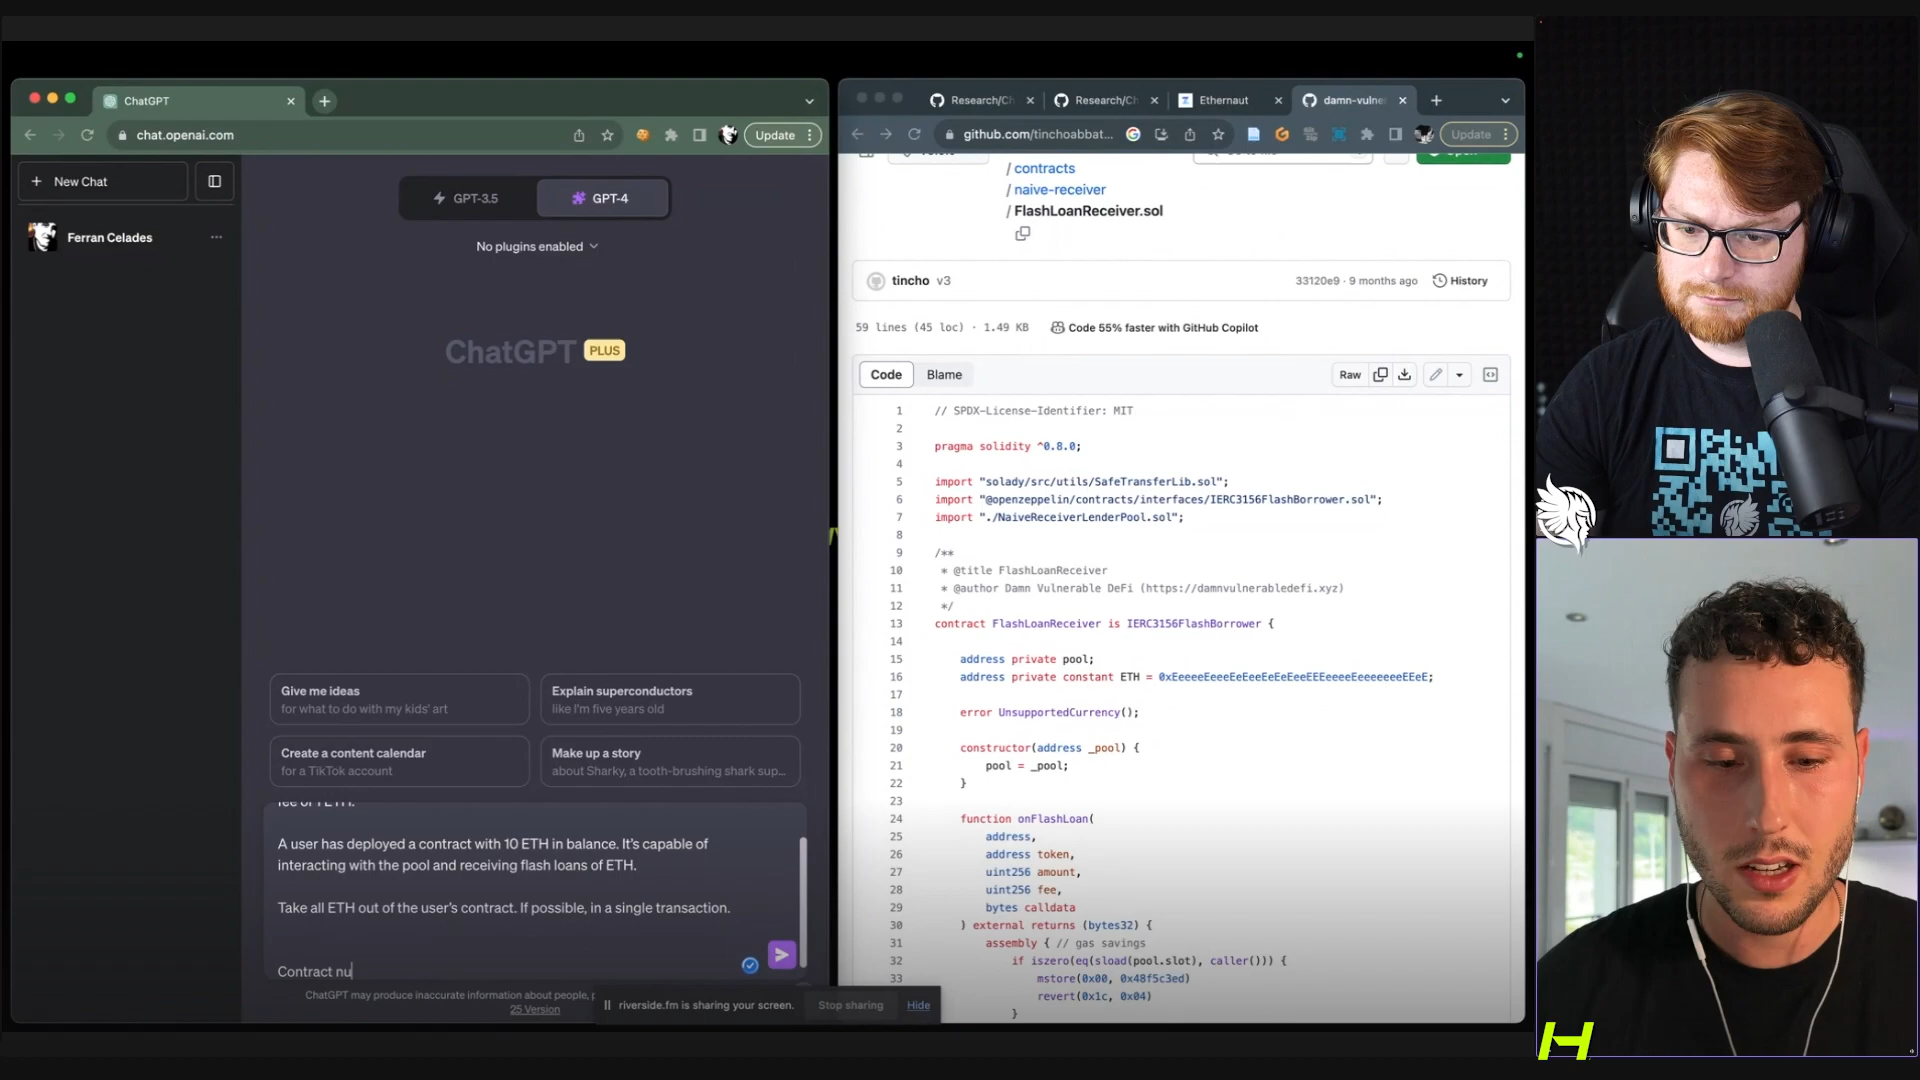 ChatGPT
chat.openai.com
Update
New Chat
Ferran Celades
GPT-3.5
GPT-4
No plugins enabled
ChatGPT PLUS
Give me ideas
for what to do with my kids' art
Explain superconductors
like I'm five years old
Create a content calendar
for a TikTok account
Make up a story
about Sharky, a tooth-brushing shark sup...
fee of 1 ETH.
A user has deployed a contract with 10 ETH in balance. It's capable of
interacting with the pool and receiving flash loans of ETH.
Take all ETH out of the user's contract. If possible, in a single transaction.
Contract nu
ChatGPT may produce inaccurate information about people, p
25 Version
riverside.fm is sharing your screen.
Stop sharing
Hide
Research/Ch
Research/Ch
Ethernaut
damn-vulne
github.com/tinchoabbat...
Update
/ contracts
/ naive-receiver
/ FlashLoanReceiver.sol
tincho v3
33120e9 · 9 months ago
History
59 lines (45 loc) · 1.49 KB
Code 55% faster with GitHub Copilot
Code
Blame
Raw
1 // SPDX-License-Identifier: MIT
2
3 pragma solidity ^0.8.0;
4
5 import "solady/src/utils/SafeTransferLib.sol";
6 import "@openzeppelin/contracts/interfaces/IERC3156FlashBorrower.sol";
7 import "./NaiveReceiverLenderPool.sol";
8
9 /**
10 * @title FlashLoanReceiver
11 * @author Damn Vulnerable DeFi (https://damnvulnerabledefi.xyz)
12 */
13 contract FlashLoanReceiver is IERC3156FlashBorrower {
14
15 address private pool;
16 address private constant ETH = 0xEeeeeEeeeEeEeeEeEeEeeEEEeeeeEeeeeeeeEEeE;
17
18 error UnsupportedCurrency();
19
20 constructor(address _pool) {
21 pool = _pool;
22 }
23
24 function onFlashLoan(
25 address,
26 address token,
27 uint256 amount,
28 uint256 fee,
29 bytes calldata
30 ) external returns (bytes32) {
31 assembly { // gas savings
32 if iszero(eq(sload(pool.slot), caller())) {
33 mstore(0x00, 0x48f5c3ed)
revert(0x1c, 0x04)
}
H